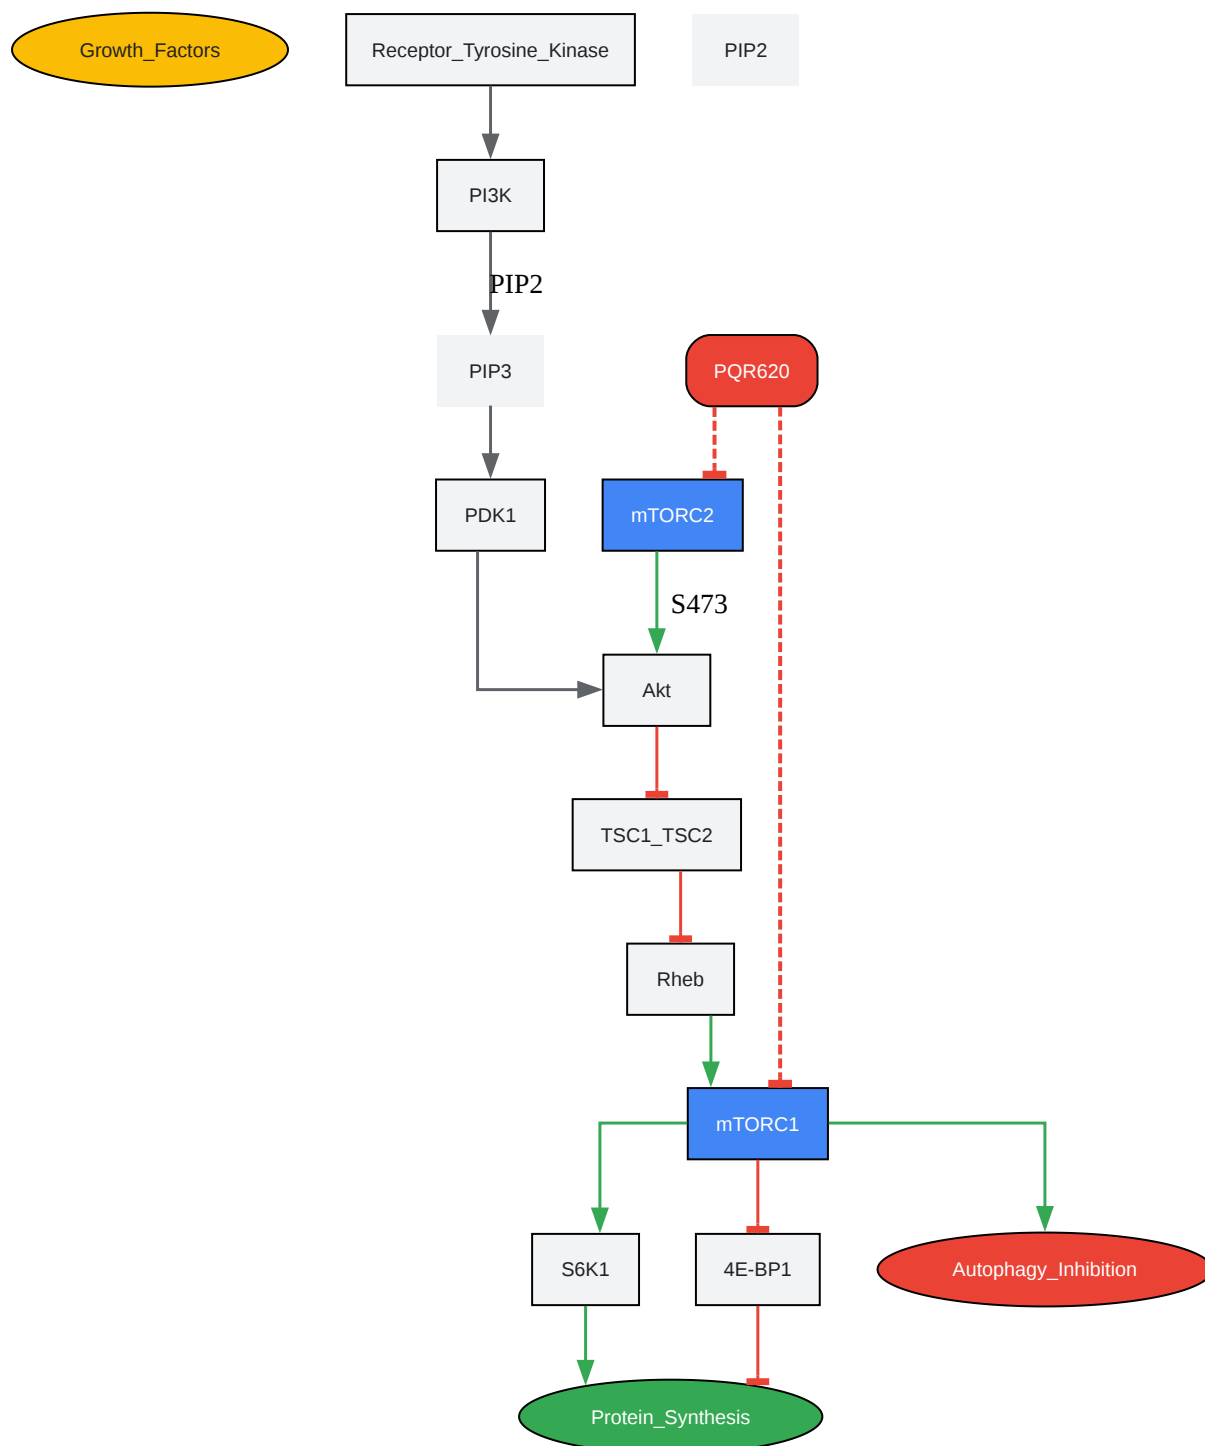 Growth_Factors
Receptor_Tyrosine_Kinase
PIP2
PI3K
PIP2
PIP3
PQR620
PDK1
mTORC2
S473
Akt
TSC1_TSC2
Rheb
mTORC1
S6K1
4E-BP1
Autophagy_Inhibition
Protein_Synthesis